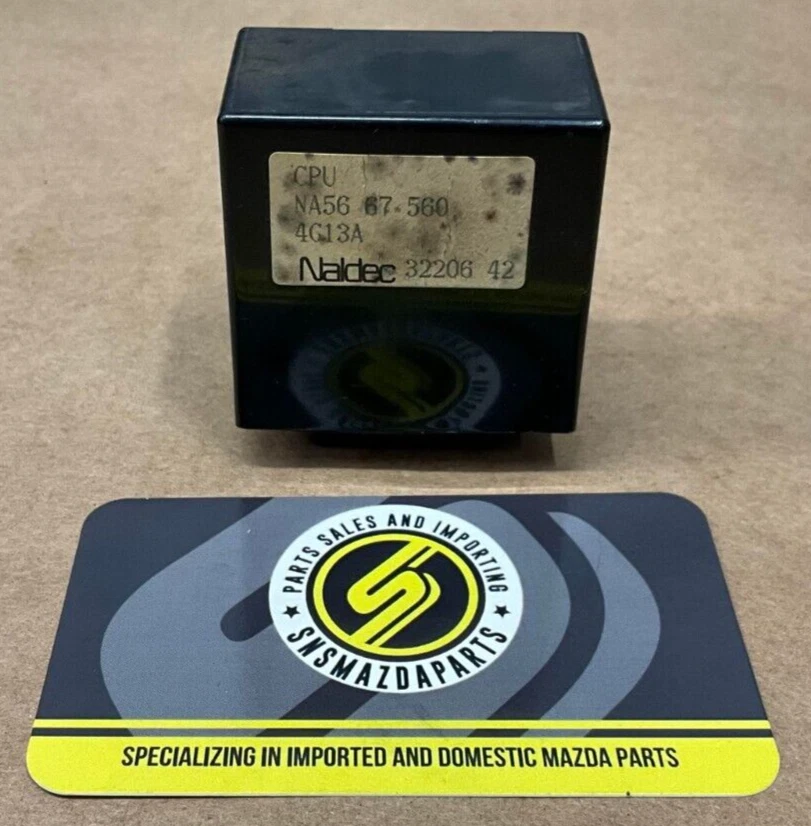 CPU
NA56 67 560
4G13A
Naldec 32206 42
PARTS SALES AND IMPORTING
SNSMAZDAPARTS
SPECIALIZING IN IMPORTED AND DOMESTIC MAZDA PARTS